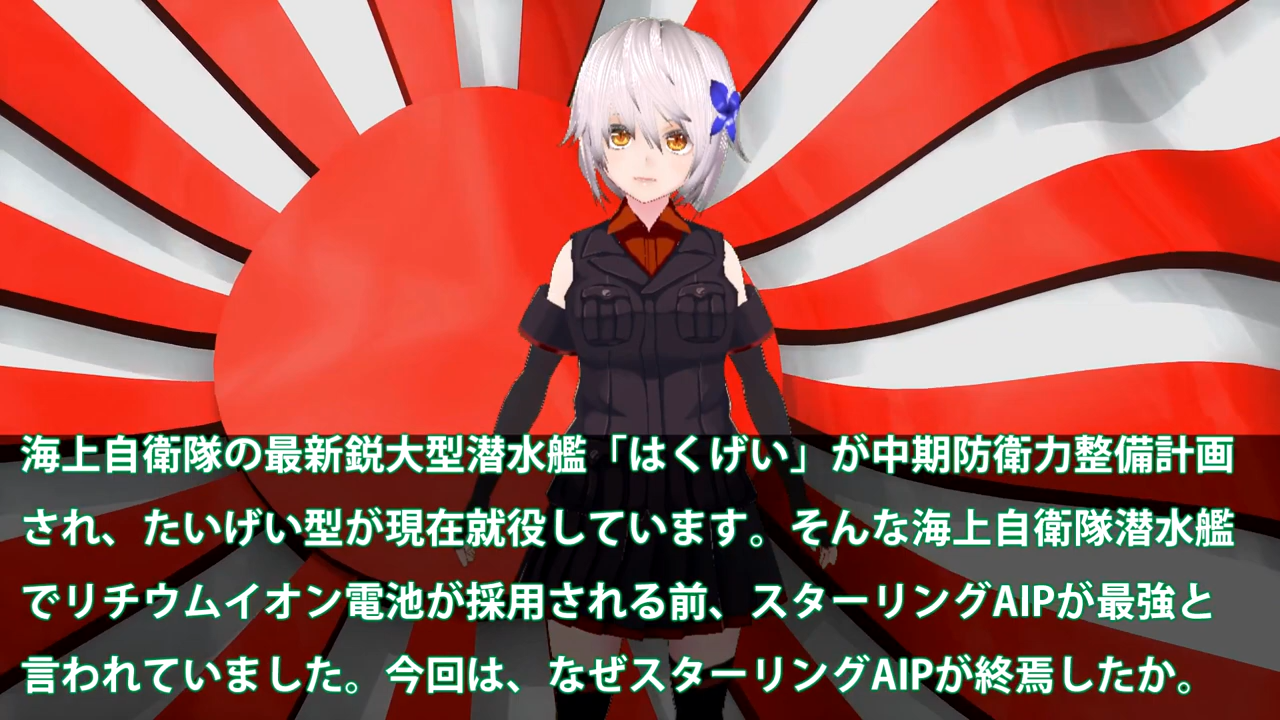 海上自衛隊の最新鋭大型潜水艦「はくげい」が中期防衛力整備計画
され、たいげい型が現在就役しています。そんな海上自衛隊潜水艦
でリチウムイオン電池が採用される前、スターリングAIPが最強と
言われていました。今回は、なぜスターリングAIPが終焉したか。